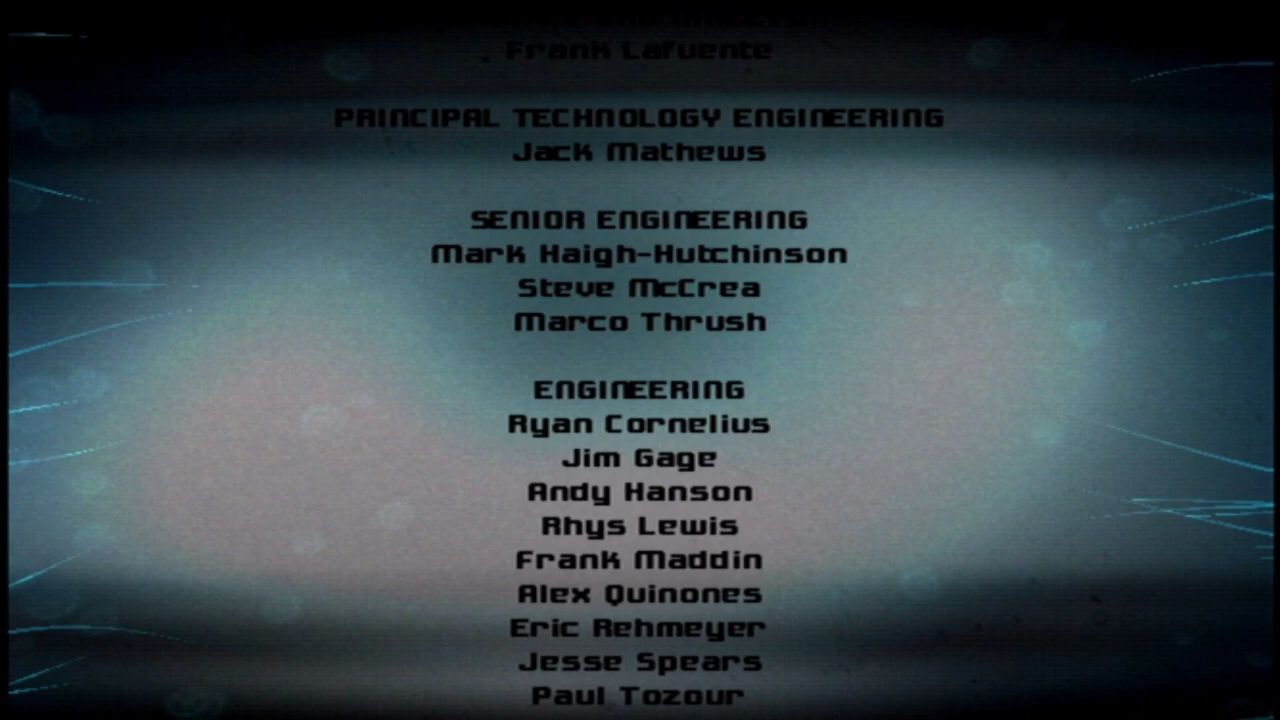 Frank Lafuente
PRINCIPAL TECHNOLOGY ENGINEERING
Jack Mathews
SENIOR ENGINEERING
Mark Haigh-Hutchinson
Steve McCrea
Marco Thrush
ENGINEERING
Ryan Cornelius
Jim Gage
Andy Hanson
Rhys Lewis
Frank Maddin
Alex Quinones
Eric Rehmeyer
Jesse Spears
Paul Tozour